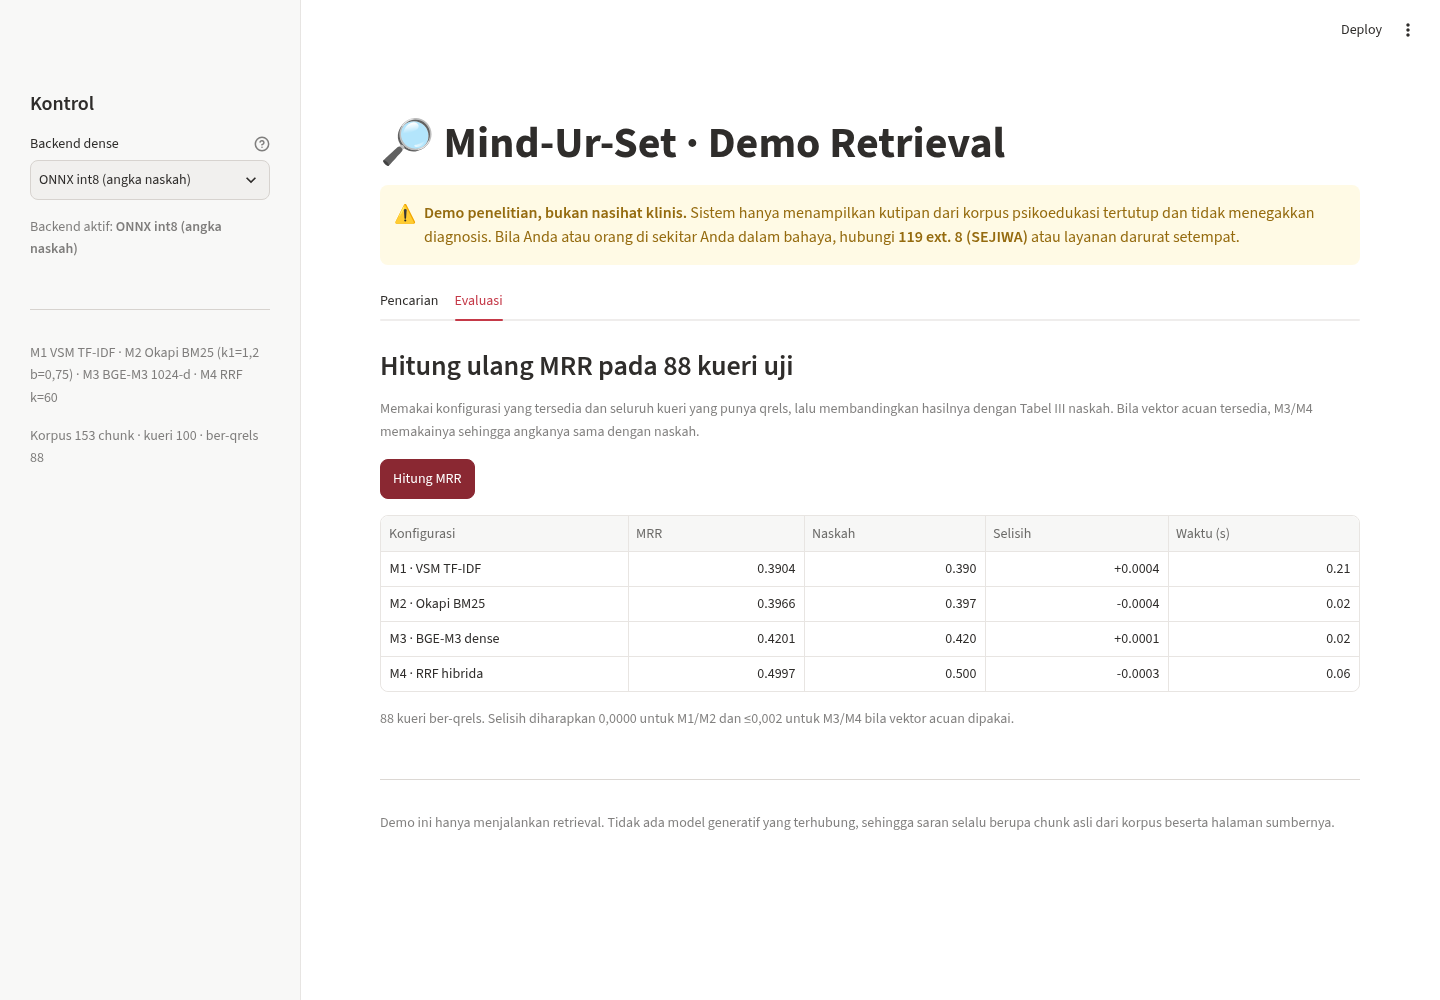 Deploy
Kontrol
Backend dense
ONNX int8 (angka naskah)
Backend aktif: ONNX int8 (angka
naskah)
M1 VSM TF-IDF · M2 Okapi BM25 (k1=1,2
b=0,75) · M3 BGE-M3 1024-d · M4 RRF
k=60
Korpus 153 chunk · kueri 100 · ber-qrels
88
Mind-Ur-Set · Demo Retrieval
Demo penelitian, bukan nasihat klinis. Sistem hanya menampilkan kutipan dari korpus psikoedukasi tertutup dan tidak menegakkan
diagnosis. Bila Anda atau orang di sekitar Anda dalam bahaya, hubungi 119 ext. 8 (SEJIWA) atau layanan darurat setempat.
Pencarian Evaluasi
Hitung ulang MRR pada 88 kueri uji
Memakai konfigurasi yang tersedia dan seluruh kueri yang punya qrels, lalu membandingkan hasilnya dengan Tabel III naskah. Bila vektor acuan tersedia, M3/M4
memakainya sehingga angkanya sama dengan naskah.
Hitung MRR
Konfigurasi MRR Naskah Selisih Waktu (s)
M1 · VSM TF-IDF 0.3904 0.390 +0.0004 0.21
M2 · Okapi BM25 0.3966 0.397 -0.0004 0.02
M3 · BGE-M3 dense 0.4201 0.420 +0.0001 0.02
M4 · RRF hibrida 0.4997 0.500 -0.0003 0.06
88 kueri ber-qrels. Selisih diharapkan 0,0000 untuk M1/M2 dan ≤0,002 untuk M3/M4 bila vektor acuan dipakai.
Demo ini hanya menjalankan retrieval. Tidak ada model generatif yang terhubung, sehingga saran selalu berupa chunk asli dari korpus beserta halaman sumbernya.